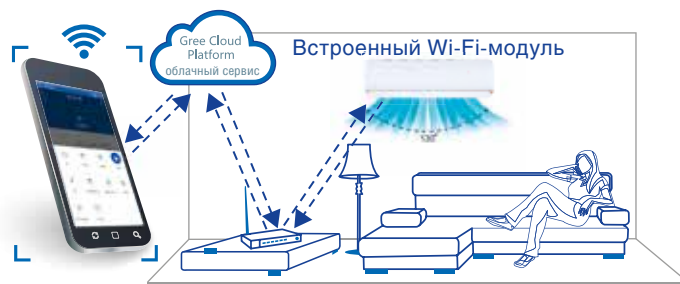 Gree Cloud
Platform
облачный сервис
Встроенный Wi-Fi-модуль